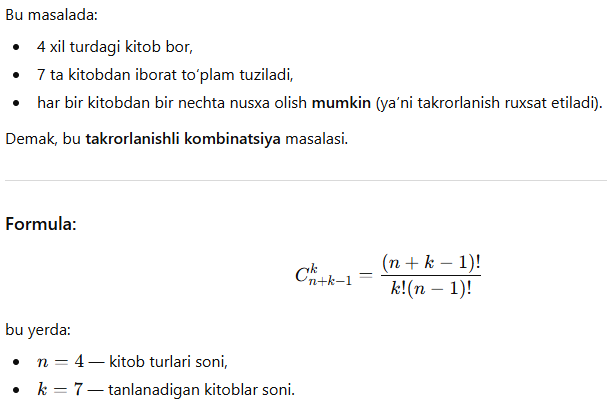 Bu masalada:
• 4 xil turdagi kitob bor,
• 7 ta kitobdan iborat to‘plam tuziladi,
• har bir kitobdan bir nechta nusxa olish mumkin (ya’ni takrorlanish ruxsat etiladi).
Demak, bu takrorlanishli kombinatsiya masalasi.
Formula:
C^k_{n+k−1} = (n + k − 1)! / k!(n − 1)!
bu yerda:
• n = 4 — kitob turlari soni,
• k = 7 — tanlanadigan kitoblar soni.